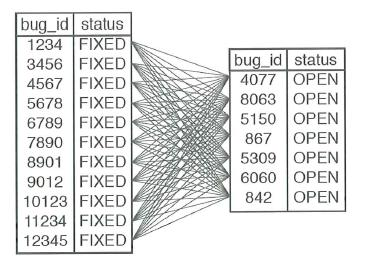 bug_id status
1234 FIXED
3456 FIXED
4567 FIXED
5678 FIXED
6789 FIXED
7890 FIXED
8901 FIXED
9012 FIXED
10123 FIXED
11234 FIXED
12345 FIXED
bug_id status
4077 OPEN
8063 OPEN
5150 OPEN
867 OPEN
5309 OPEN
6060 OPEN
842 OPEN